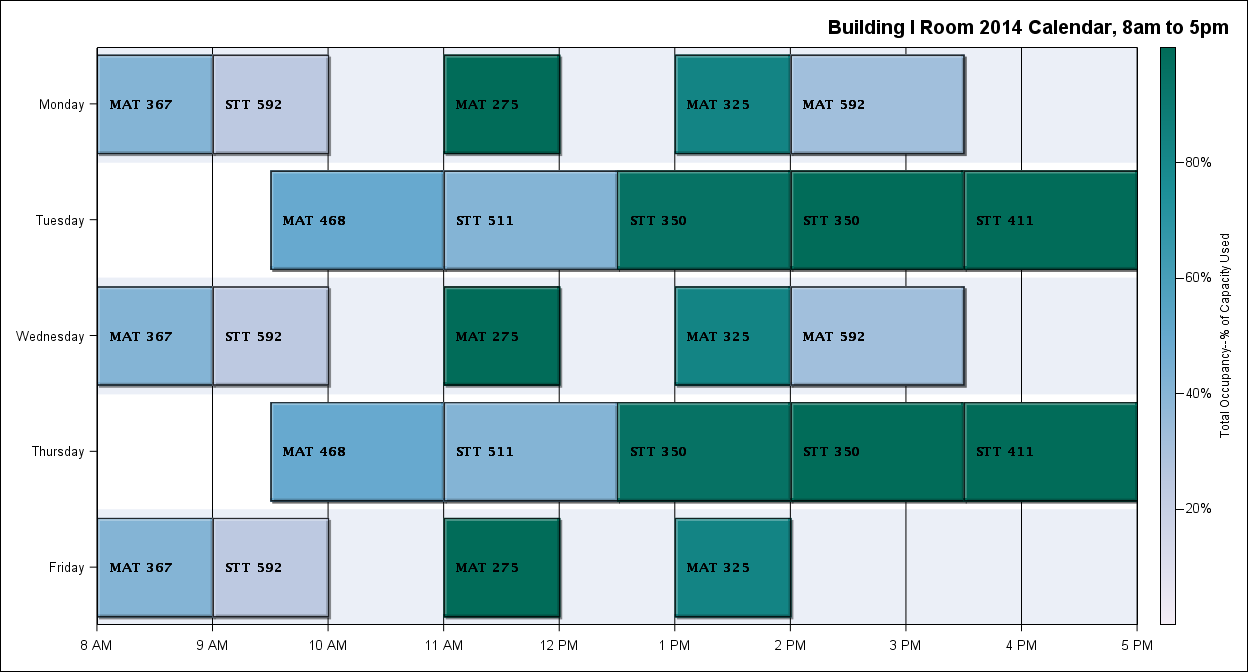 Building I Room 2014 Calendar, 8am to 5pm
Monday
MAT 367
STT 592
MAT 275
MAT 325
MAT 592
Tuesday
MAT 468
STT 511
STT 350
STT 350
STT 411
Wednesday
MAT 367
STT 592
MAT 275
MAT 325
MAT 592
Thursday
MAT 468
STT 511
STT 350
STT 350
STT 411
Friday
MAT 367
STT 592
MAT 275
MAT 325
8 AM
9 AM
10 AM
11 AM
12 PM
1 PM
2 PM
3 PM
4 PM
5 PM
80%
60%
40%
20%
Total Occupancy--% of Capacity Used